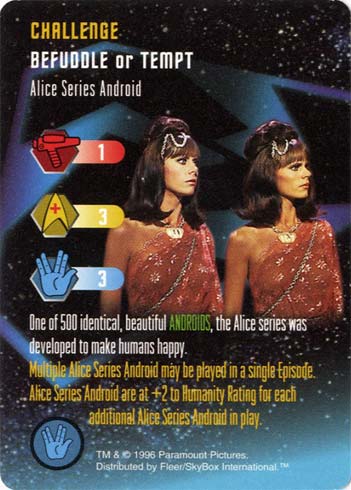 CHALLENGE
BEFUDDLE or TEMPT
Alice Series Android
1
3
3
One of 500 identical, beautiful ANDROIDS, the Alice series was
developed to make humans happy.
Multiple Alice Series Android may be played in a single Episode.
Alice Series Android are at +2 to Humanity Rating for each
additional Alice Series Android in play.
TM & © 1996 Paramount Pictures.
Distributed by Fleer/SkyBox International.™